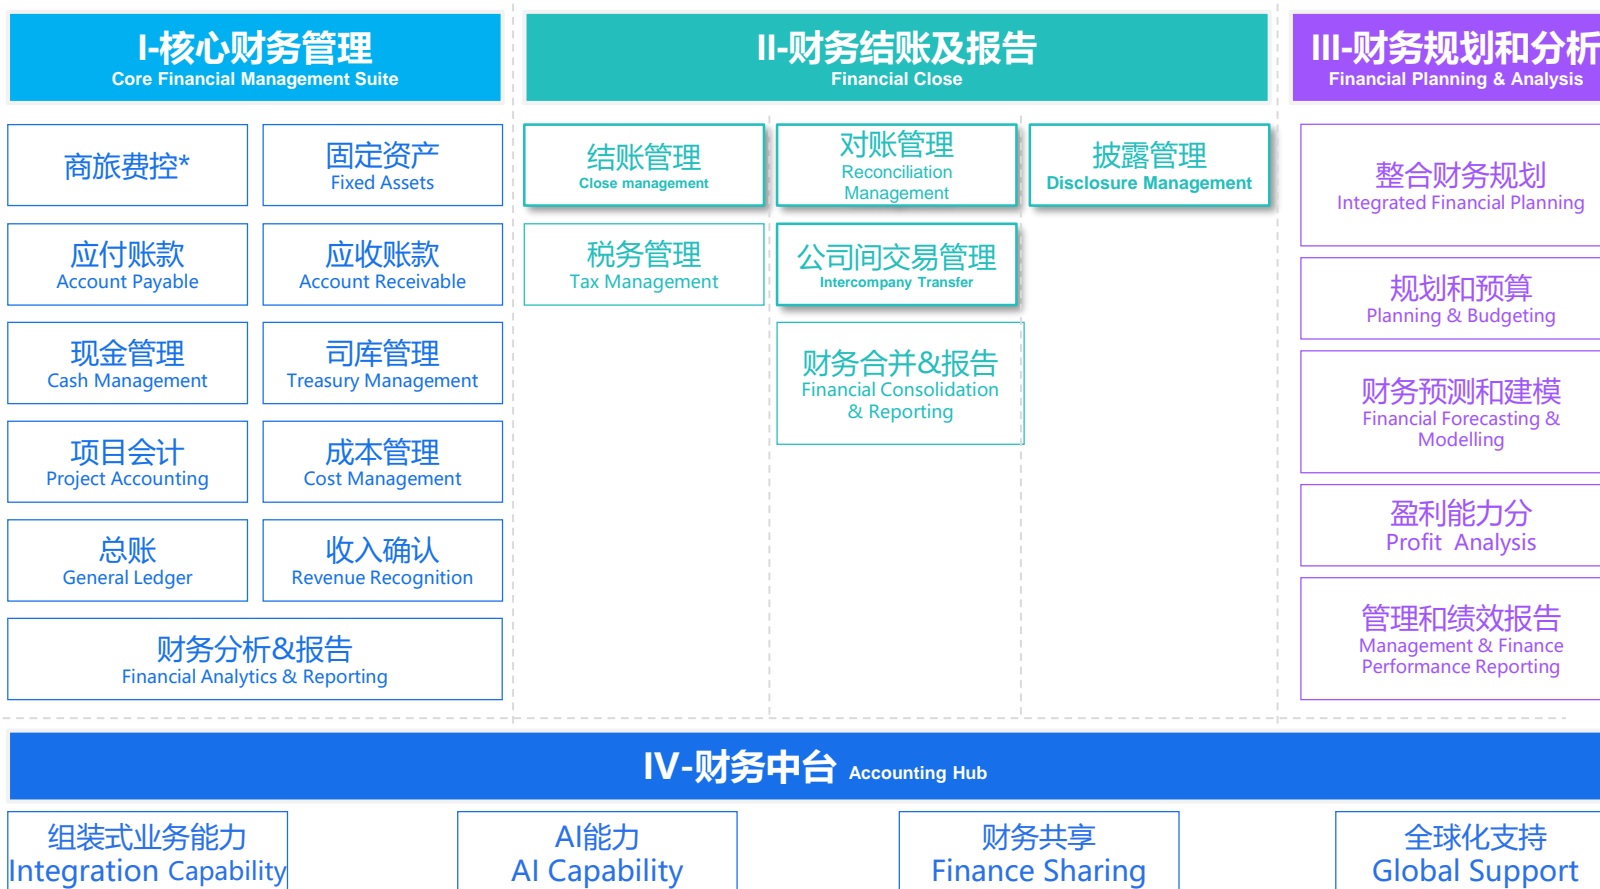 I-核心财务管理
Core Financial Management Suite
II-财务结账及报告
Financial Close
III-财务规划和分析
Financial Planning & Analysis
商旅费控*
固定资产
Fixed Assets
应付账款
Account Payable
应收账款
Account Receivable
现金管理
Cash Management
司库管理
Treasury Management
项目会计
Project Accounting
成本管理
Cost Management
总账
General Ledger
收入确认
Revenue Recognition
财务分析&报告
Financial Analytics & Reporting
结账管理
Close management
对账管理
Reconciliation
Management
披露管理
Disclosure Management
税务管理
Tax Management
公司间交易管理
Intercompany Transfer
财务合并&报告
Financial Consolidation
& Reporting
整合财务规划
Integrated Financial Planning
规划和预算
Planning & Budgeting
财务预测和建模
Financial Forecasting &
Modelling
盈利能力分
Profit Analysis
管理和绩效报告
Management & Finance
Performance Reporting
IV-财务中台 Accounting Hub
组装式业务能力
Integration Capability
AI能力
AI Capability
财务共享
Finance Sharing
全球化支持
Global Support